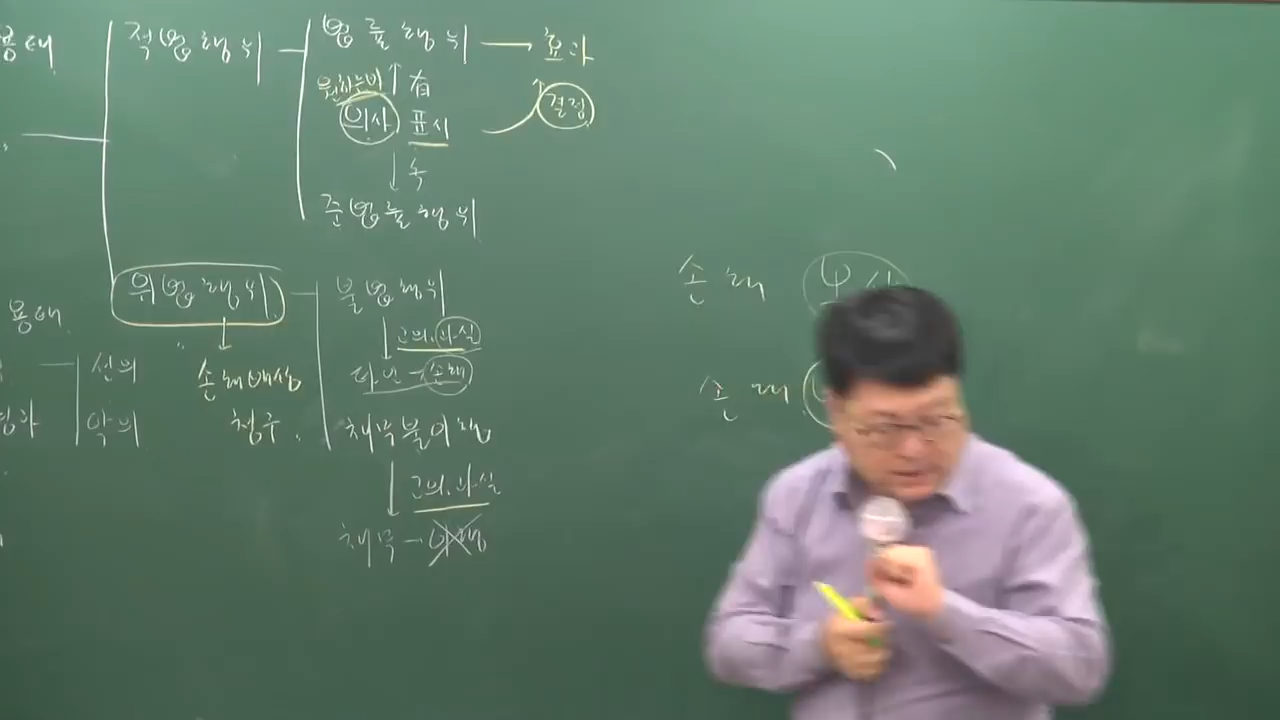 용태 적법행위 법률행위 → 효과
원하는바 ↑ 有
의사 표시 결정
↓ 不
준법률행위
위법행위 불법행위
용태
↓ 고의.과실
선의 손해배상 타인 → 손해
악의 청구. 채무불이행
↓ 고의.과실
채무 → 이행
손해
손해